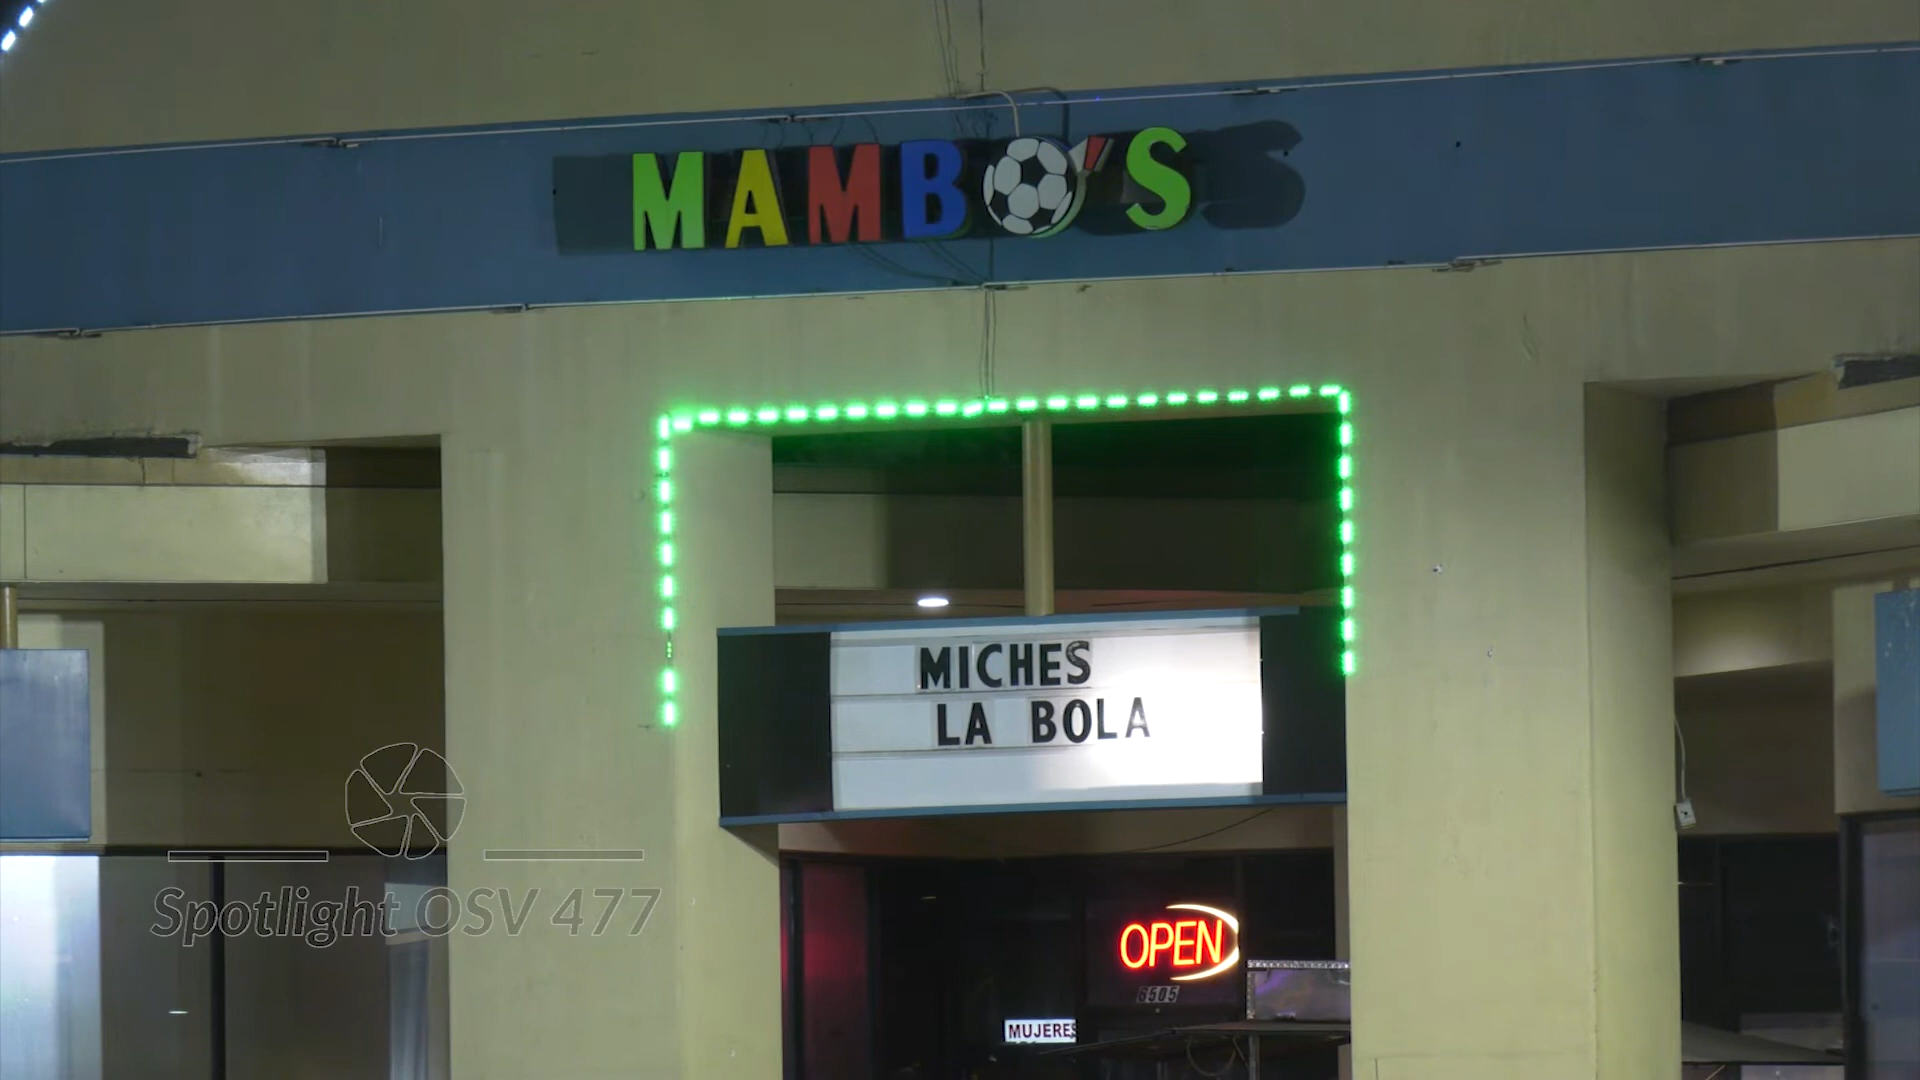 MAMBO'S
MICHES
LA BOLA
Spotlight OSV 477
OPEN
6505
MUJERES